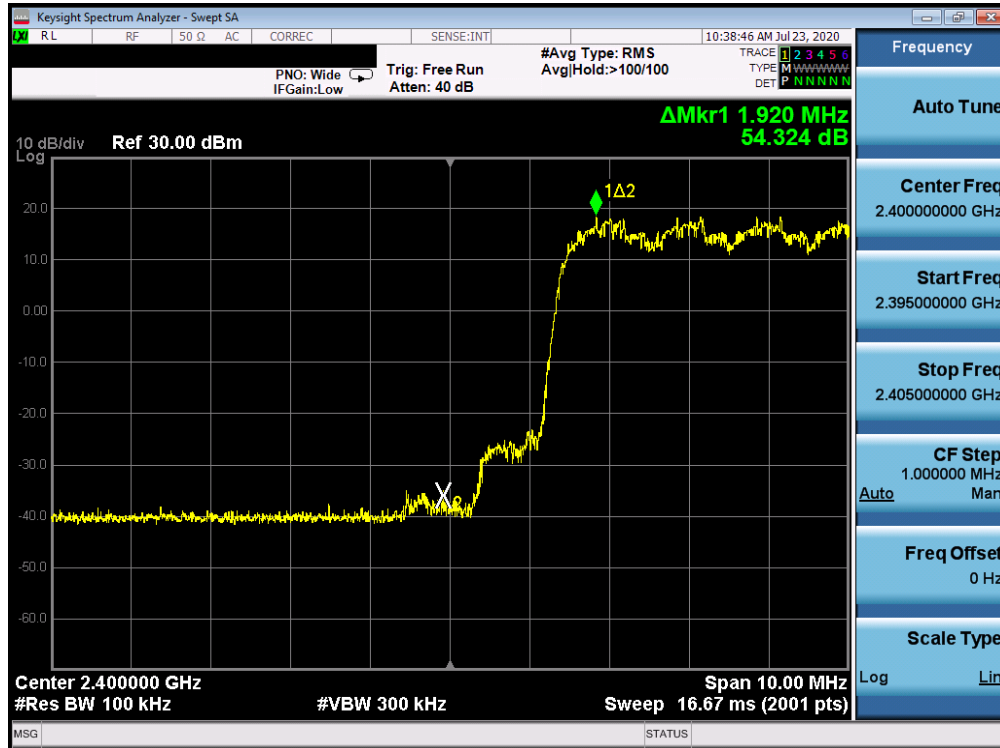 Keysight Spectrum Analyzer - Swept SA
LXI RL RF 50 Ω AC CORREC SENSE:INT 10:38:46 AM Jul 23, 2020
PNO: Wide
IFGain:Low
Trig: Free Run
Atten: 40 dB
#Avg Type: RMS
Avg|Hold:>100/100
TRACE 1 2 3 4 5 6
TYPE M WWWWW
DET P N N N N N
ΔMkr1 1.920 MHz
54.324 dB
10 dB/div
Log
Ref 30.00 dBm
1Δ2
20.0
10.0
0.00
-10.0
-20.0
-30.0
X2
-40.0
-50.0
-60.0
Center 2.400000 GHz
#Res BW 100 kHz
#VBW 300 kHz
Span 10.00 MHz
Sweep 16.67 ms (2001 pts)
MSG
STATUS
Frequency
Auto Tune
Center Freq
2.400000000 GHz
Start Freq
2.395000000 GHz
Stop Freq
2.405000000 GHz
CF Step
1.000000 MHz
Auto Man
Freq Offset
0 Hz
Scale Type
Log Lin